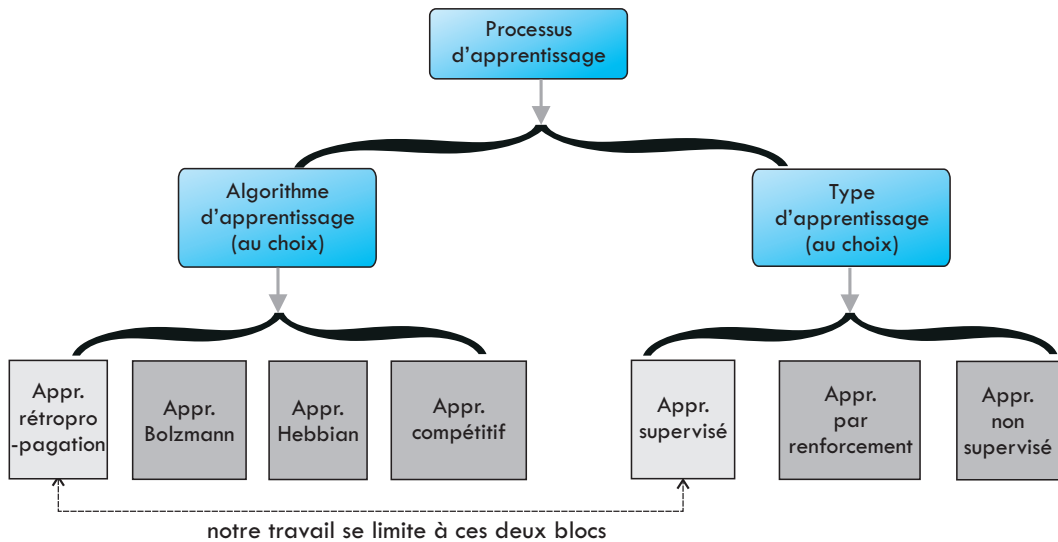 Processus
d'apprentissage
Algorithme
d'apprentissage
(au choix)
Type
d'apprentissage
(au choix)
Appr.
rétropro
-pagation
Appr.
Bolzmann
Appr.
Hebbian
Appr.
compétitif
Appr.
supervisé
Appr.
par
renforcement
Appr.
non
supervisé
notre travail se limite à ces deux blocs